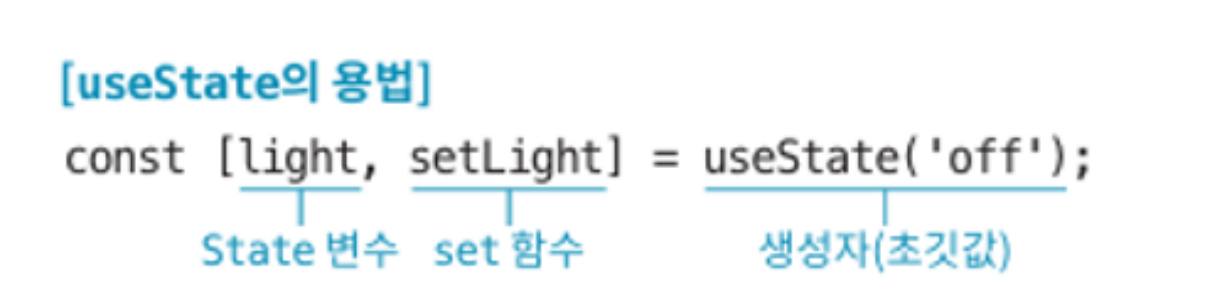 [useState의 용법]
const [light, setLight] = useState('off');
State 변수 set 함수 생성자(초깃값)